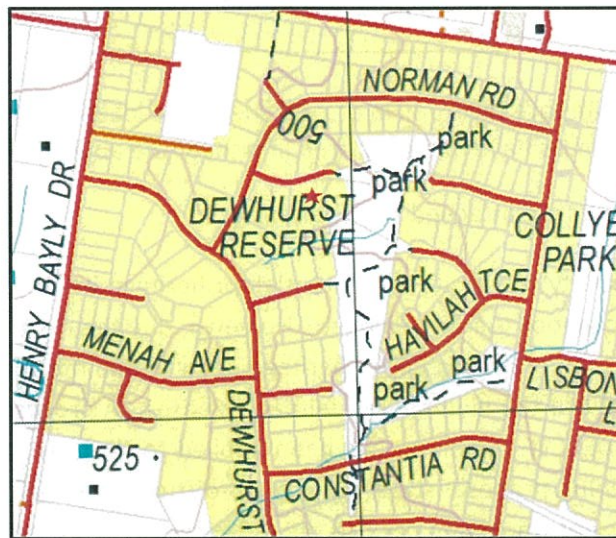 NORMAN RD
500
park
park
DEWHURST
RESERVE
COLLYE
PARK
HENRY BAYLY DR
park
HAVILAH TCE
MENAH AVE
park
park
LISBON
L
DEWHURST
525
CONSTANTIA RD